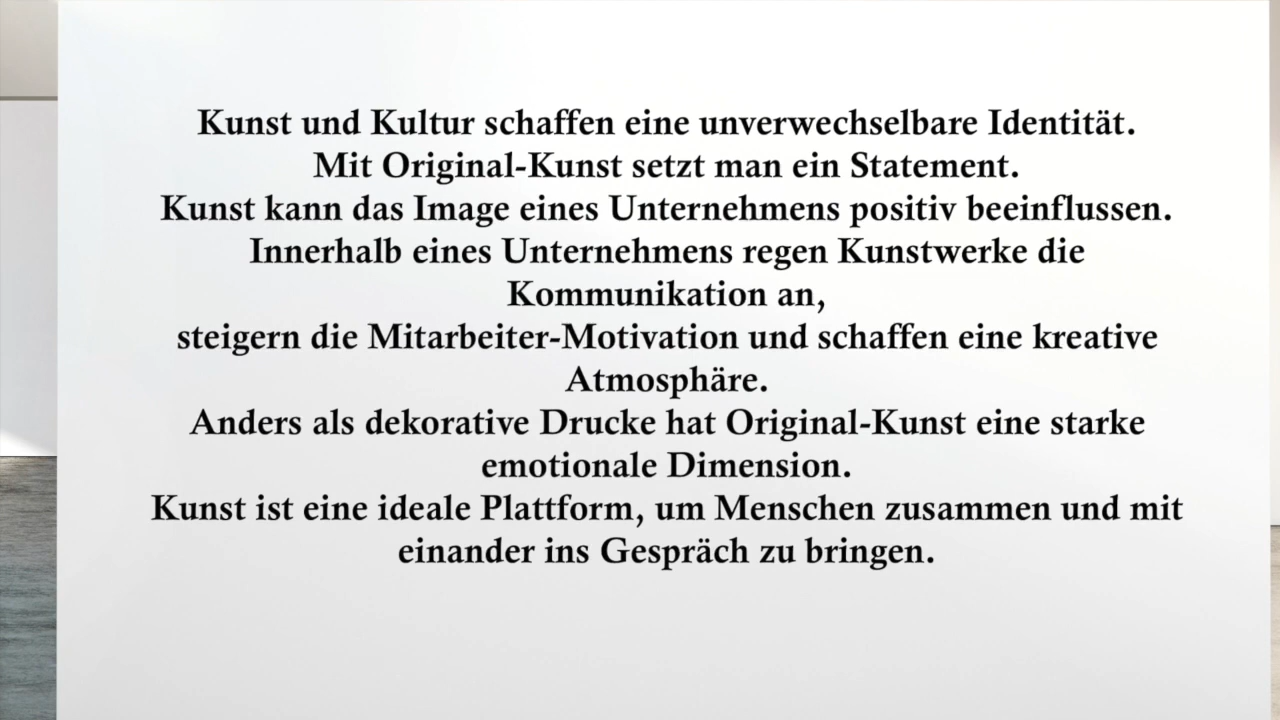 Kunst und Kultur schaffen eine unverwechselbare Identität.
Mit Original-Kunst setzt man ein Statement.
Kunst kann das Image eines Unternehmens positiv beeinflussen.
Innerhalb eines Unternehmens regen Kunstwerke die
Kommunikation an,
steigern die Mitarbeiter-Motivation und schaffen eine kreative
Atmosphäre.
Anders als dekorative Drucke hat Original-Kunst eine starke
emotionale Dimension.
Kunst ist eine ideale Plattform, um Menschen zusammen und mit
einander ins Gespräch zu bringen.